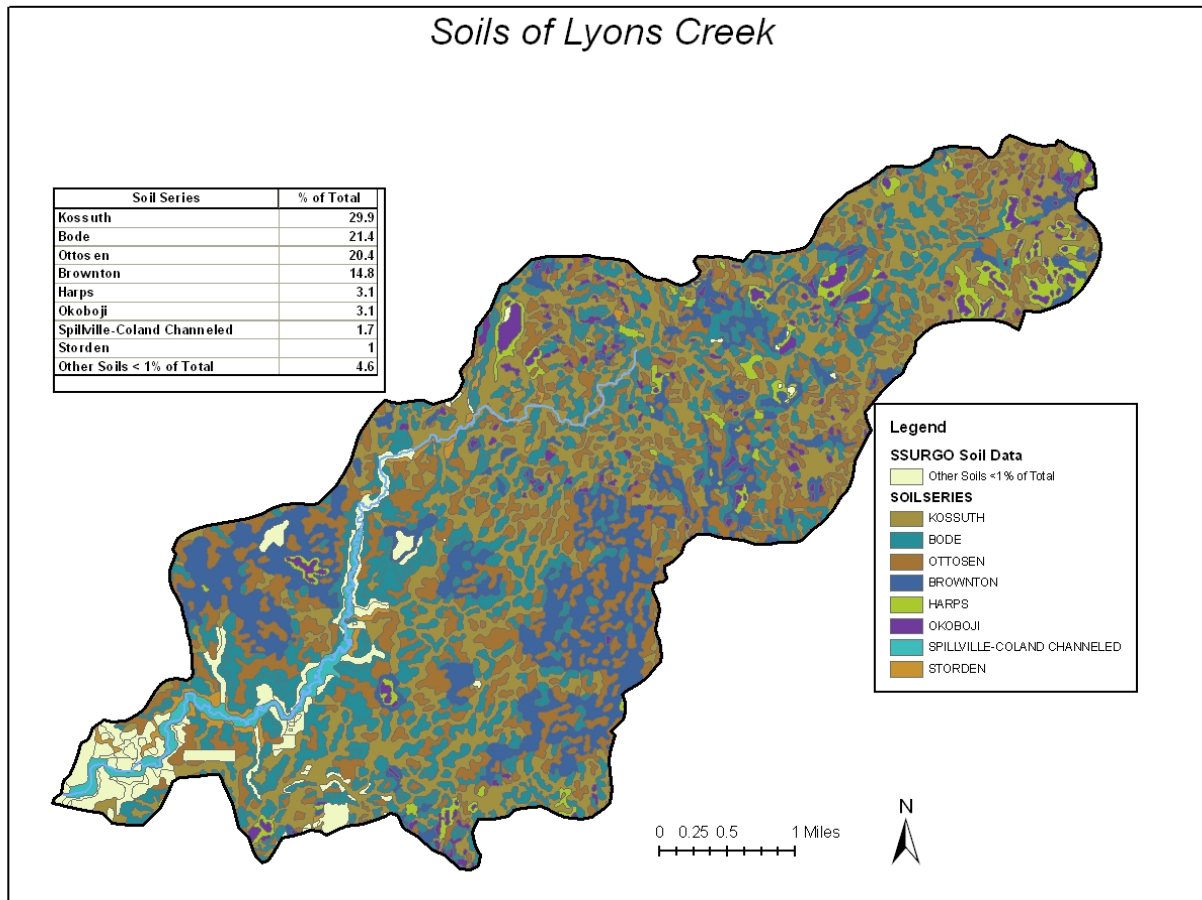 Soils of Lyons Creek
Soil Series % of Total
Kossuth 29.9
Bode 21.4
Ottosen 20.4
Brownton 14.8
Harps 3.1
Okoboji 3.1
Spillville-Coland Channeled 1.7
Storden 1
Other Soils < 1% of Total 4.6
Legend
SSURGO Soil Data
Other Soils <1% of Total
SOILSERIES
KOSSUTH
BODE
OTTOSEN
BROWNTON
HARPS
OKOBOJI
SPILLVILLE-COLAND CHANNELED
STORDEN
N
0 0.25 0.5 1 Miles